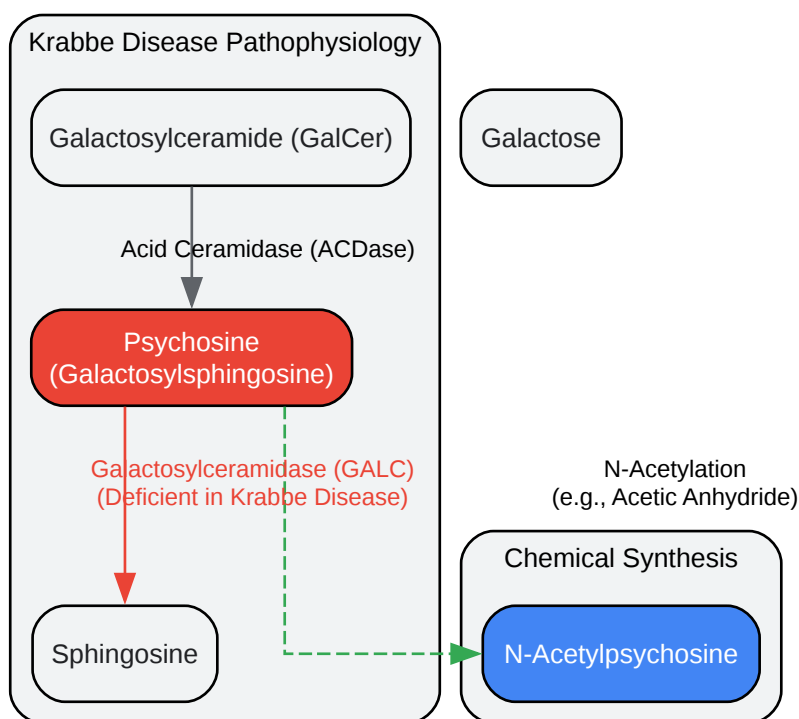 Krabbe Disease Pathophysiology
Galactosylceramide (GalCer)
Galactose
Acid Ceramidase (ACDase)
Psychosine
(Galactosylsphingosine)
Galactosylceramidase (GALC)
(Deficient in Krabbe Disease)
N-Acetylation
(e.g., Acetic Anhydride)
Chemical Synthesis
Sphingosine
N-Acetylpsychosine